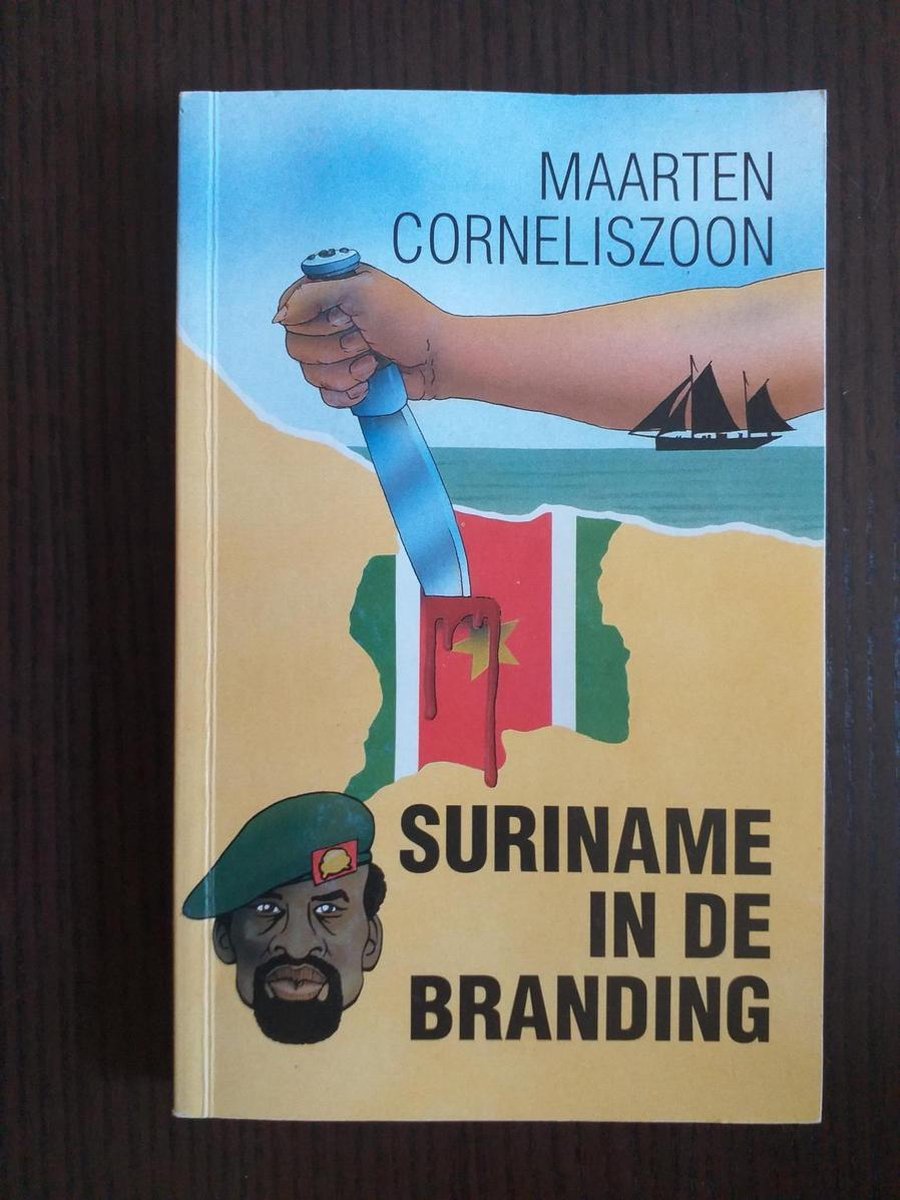 MAARTEN
CORNELISZOON
SURINAME
IN DE
BRANDING